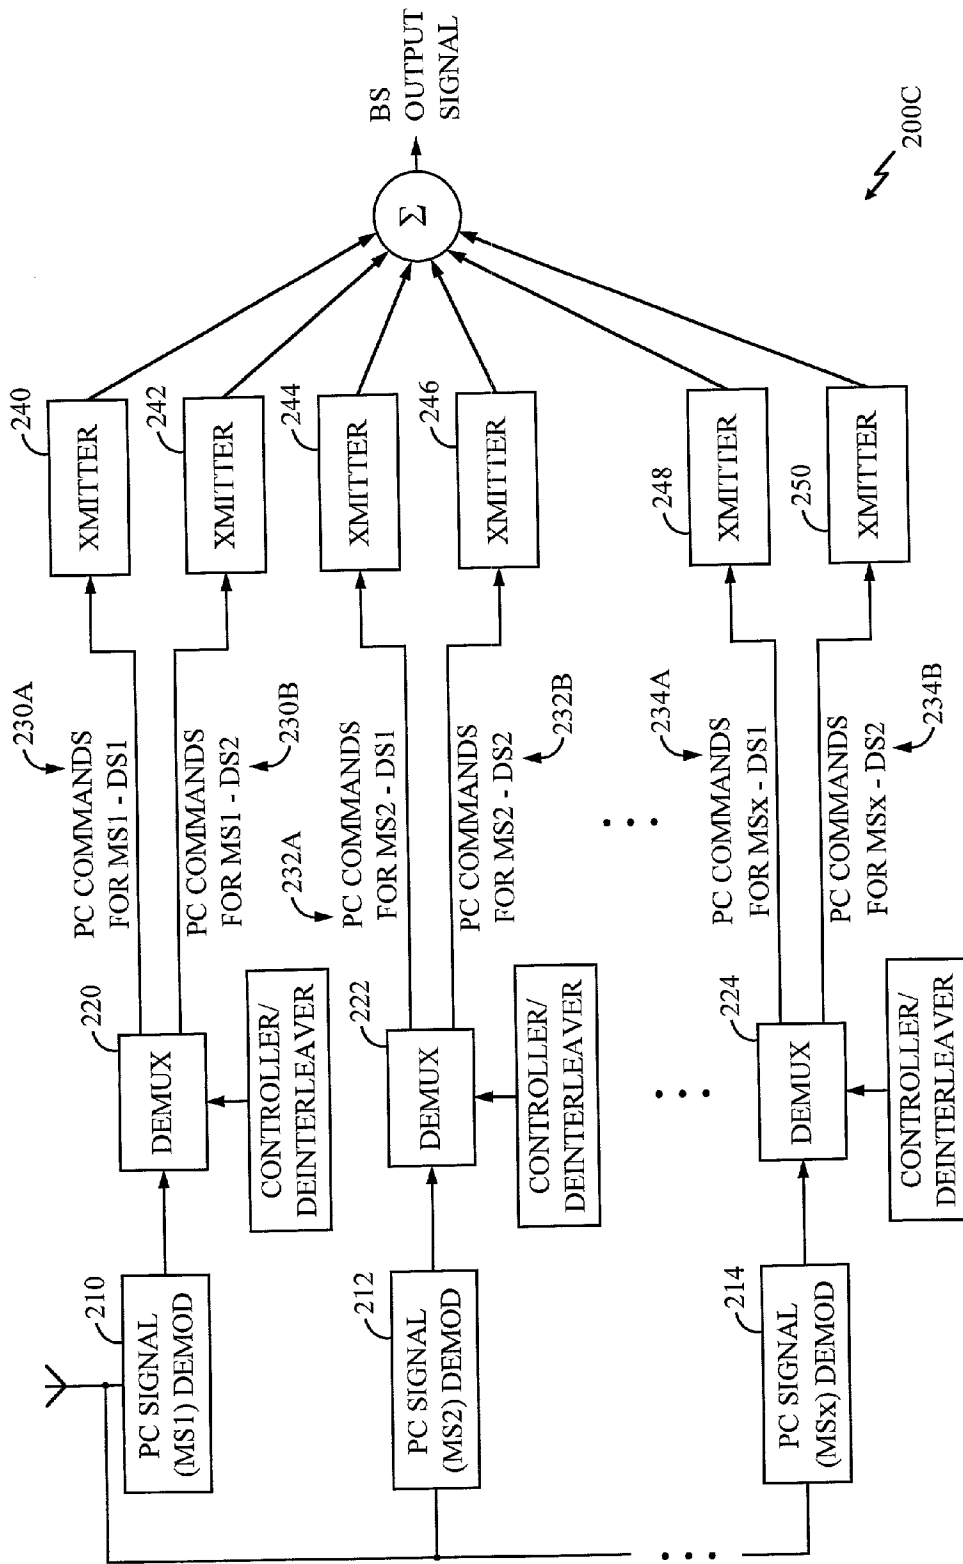 210
PC SIGNAL
(MS1) DEMOD
220
DEMUX
CONTROLLER/
DEINTERLEAVER
230A
PC COMMANDS
FOR MS1 - DS1
PC COMMANDS
FOR MS1 - DS2
230B
240
XMITTER
242
XMITTER
212
PC SIGNAL
(MS2) DEMOD
222
DEMUX
CONTROLLER/
DEINTERLEAVER
232A
PC COMMANDS
FOR MS2 - DS1
PC COMMANDS
FOR MS2 - DS2
232B
244
XMITTER
246
XMITTER
214
PC SIGNAL
(MSx) DEMOD
224
DEMUX
CONTROLLER/
DEINTERLEAVER
234A
PC COMMANDS
FOR MSx - DS1
PC COMMANDS
FOR MSx - DS2
234B
248
XMITTER
250
XMITTER
Σ
BS
OUTPUT
SIGNAL
200C